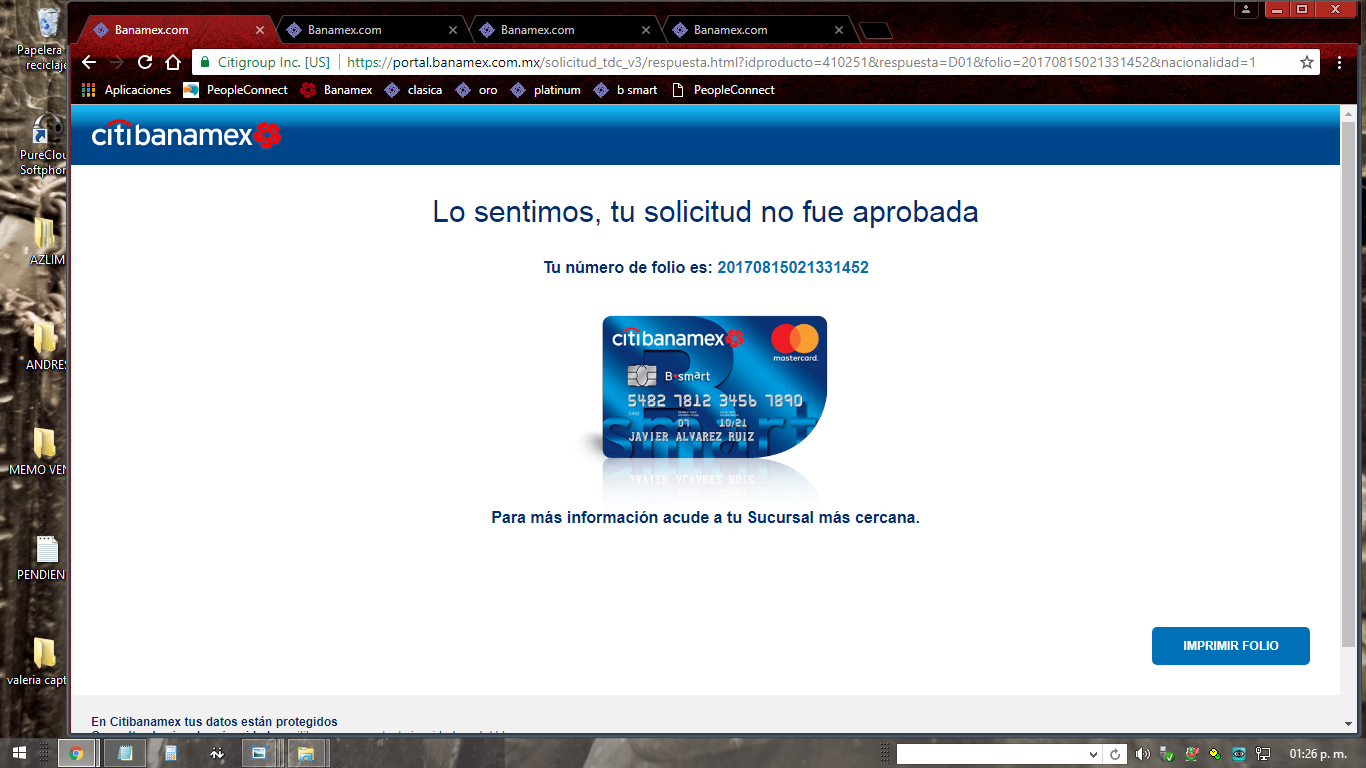 Banamex.com
Banamex.com
Banamex.com
Banamex.com
Citigroup Inc. [US]
https://portal.banamex.com.mx/solicitud_tdc_v3/respuesta.html?idproducto=410251&respuesta=D01&folio=20170815021331452&nacionalidad=1
Aplicaciones
PeopleConnect
Banamex
clasica
oro
platinum
b smart
PeopleConnect
Papelera
reciclaje
PureClou
Softphon
AZLIM
ANDRES
MEMO VEN
PENDIENT
valeria capt
citibanamex
Lo sentimos, tu solicitud no fue aprobada
Tu número de folio es: 20170815021331452
citibanamex
mastercard.
B smart
5482 7812 3456 7890
07 10/21
JAVIER ALVAREZ RUIZ
smart
Para más información acude a tu Sucursal más cercana.
IMPRIMIR FOLIO
En Citibanamex tus datos están protegidos
01:26 p. m.